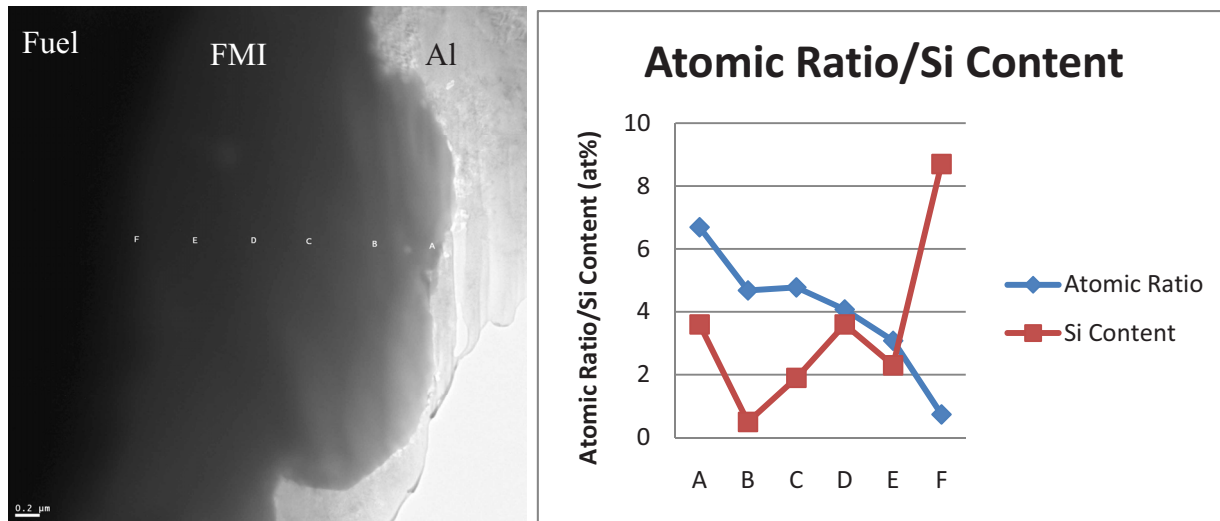 Fuel
FMI
Al
F E D C B A
0.2 µm
Atomic Ratio/Si Content
Atomic Ratio/Si Content (at%)
10
8
6
4
2
0
A B C D E F
Atomic Ratio
Si Content